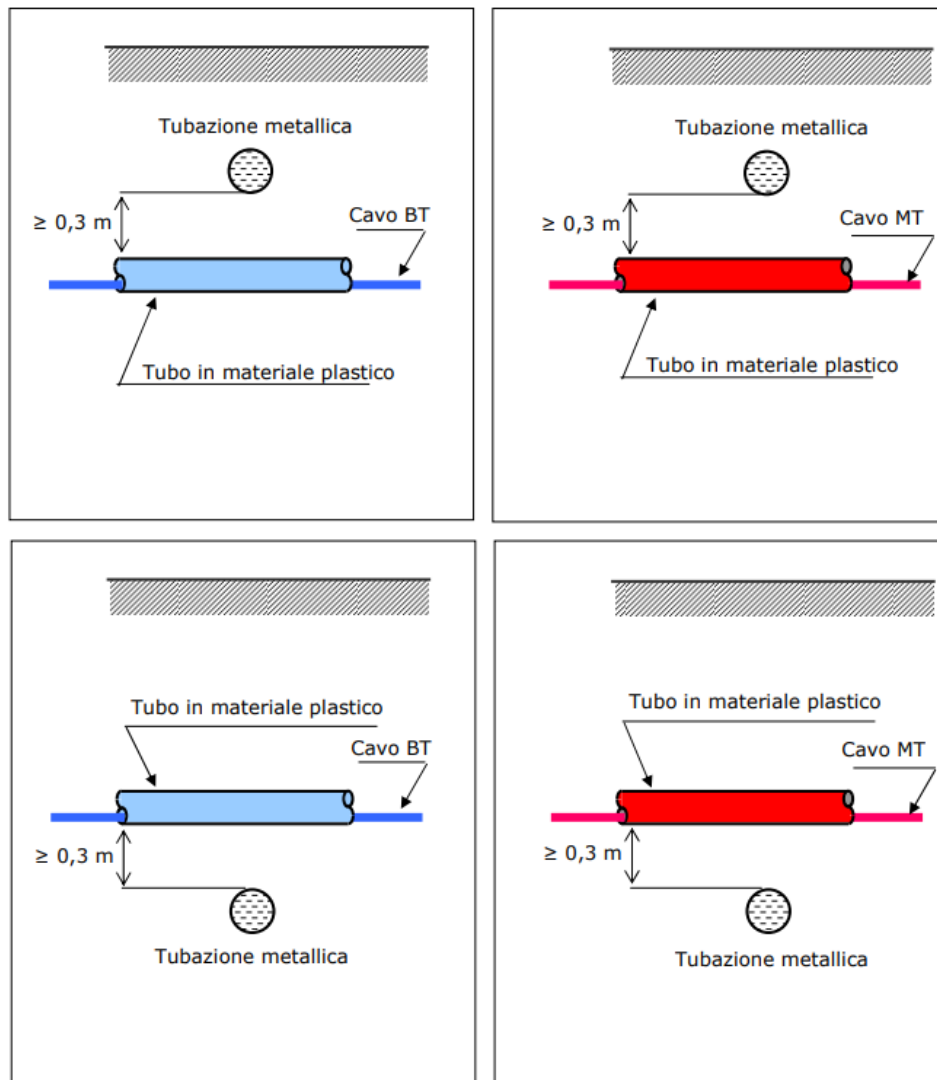 Tubazione metallica
≥ 0,3 m
Cavo BT
Tubo in materiale plastico
Tubazione metallica
≥ 0,3 m
Cavo MT
Tubo in materiale plastico
Tubo in materiale plastico
Cavo BT
≥ 0,3 m
Tubazione metallica
Tubo in materiale plastico
Cavo MT
≥ 0,3 m
Tubazione metallica